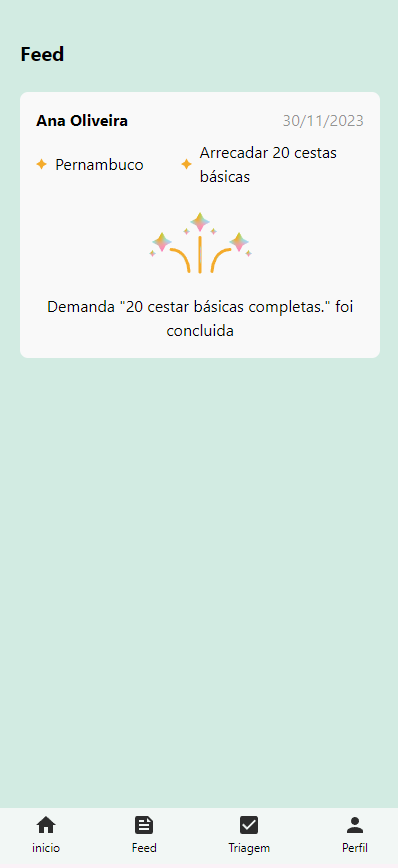 Feed
Ana Oliveira
30/11/2023
Pernambuco
Arrecadar 20 cestas
básicas
Demanda "20 cestar básicas completas." foi
concluida
inicio
Feed
Triagem
Perfil